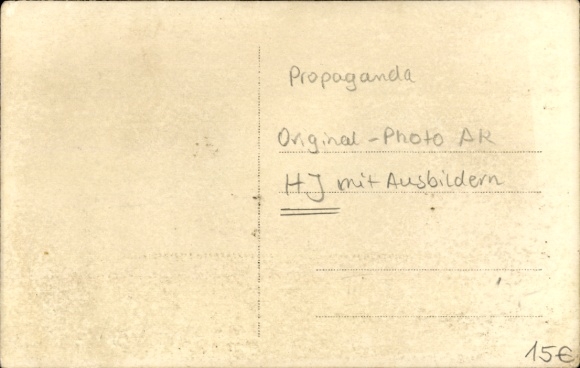 Propaganda
Original - Photo AK
HJ mit Ausbildern
15€